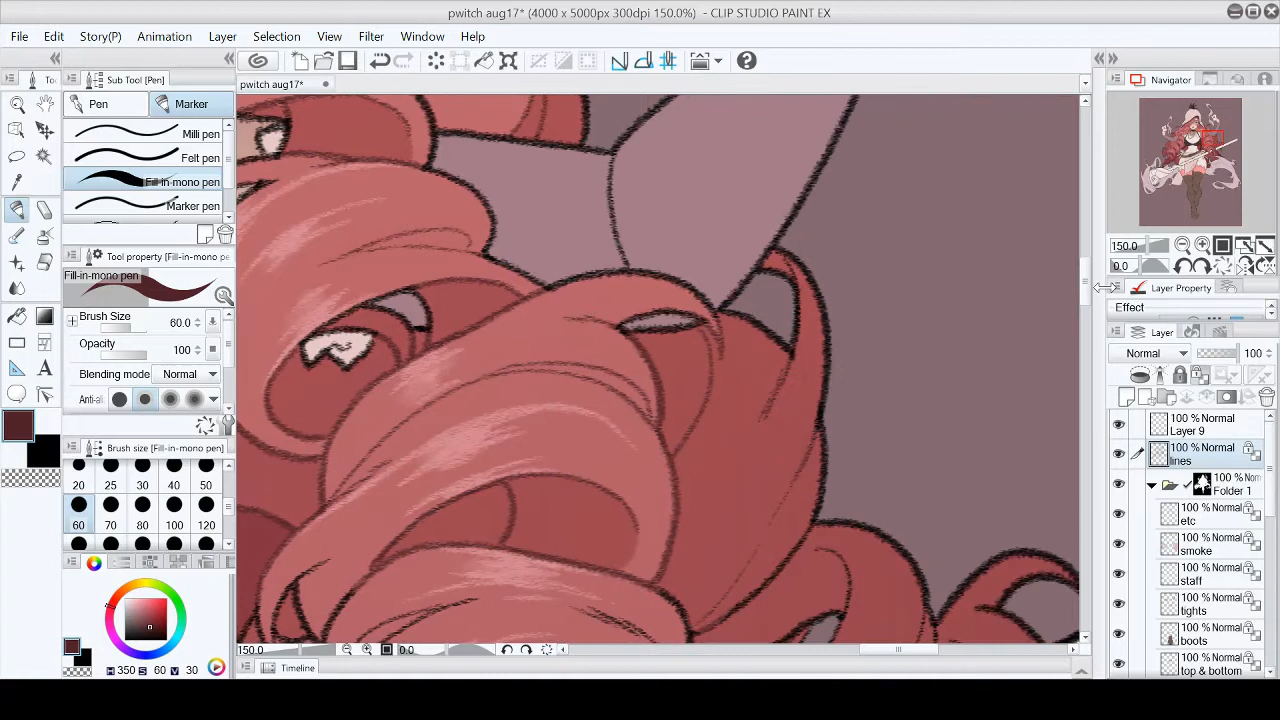 pwitch aug17* (4000 x 5000px 300dpi 150.0%)  - CLIP STUDIO PAINT EX
File Edit Story(P) Animation Layer Selection View Filter Window Help
Sub Tool [Pen]
pwitch aug17*
Navigator
Pen Marker
Milli pen
Felt pen
Fill-in-mono pen
Marker pen
Tool property [Fill-in-mo
Fill-in-mono pen
Brush Size 60.0
Opacity 100
Blending mode Normal
Brush size [Fill-in-mono pen]
20 25 30 40 50
60 70 80 100 120
H 350 S 60 V 30
150.0 0.0
Timeline
150.0
0.0
Layer Property
Effect
Layer
Normal 100
100 % Normal
Layer 9
100 % Normal
lines
100 % Normal
Folder 1
100 % Normal
etc
100 % Normal
smoke
100 % Normal
staff
100 % Normal
tights
100 % Normal
boots
100 % Normal
top & bottom